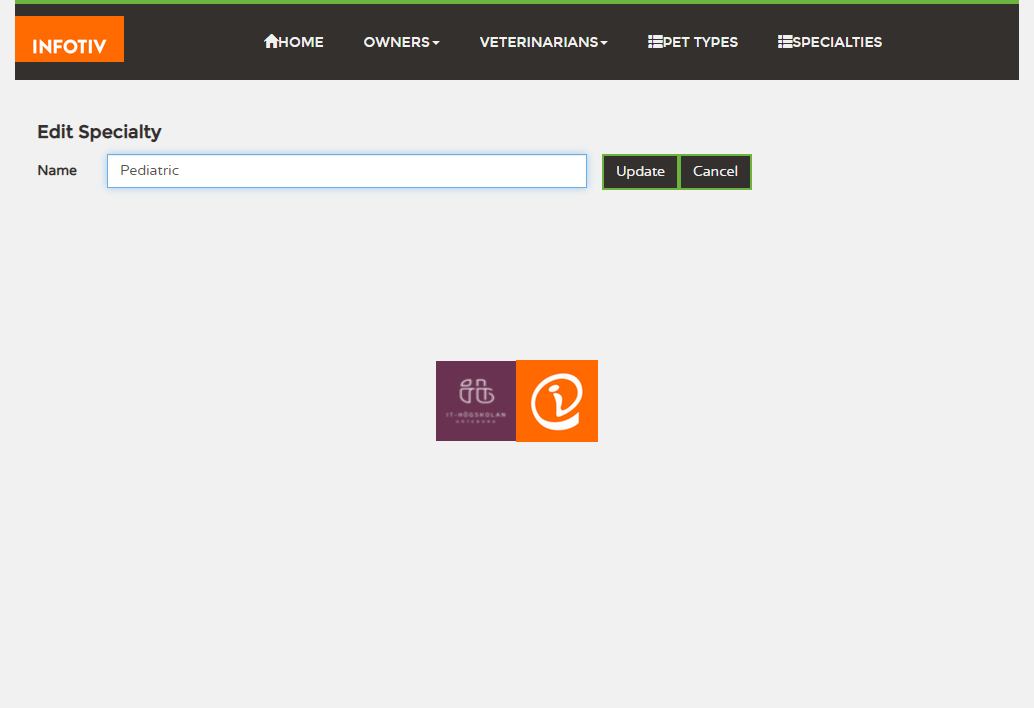 INFOTIV
HOME OWNERS VETERINARIANS PET TYPES SPECIALTIES
Edit Specialty
Name Pediatric Update Cancel
IT-HÖGSKOLAN
GÖTEBORG